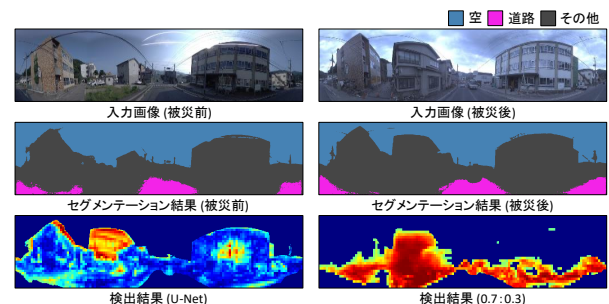 空 道路 その他
入力画像 (被災前) 入力画像 (被災後)
セグメンテーション結果 (被災前) セグメンテーション結果 (被災後)
検出結果 (U-Net) 検出結果 (0.7:0.3)